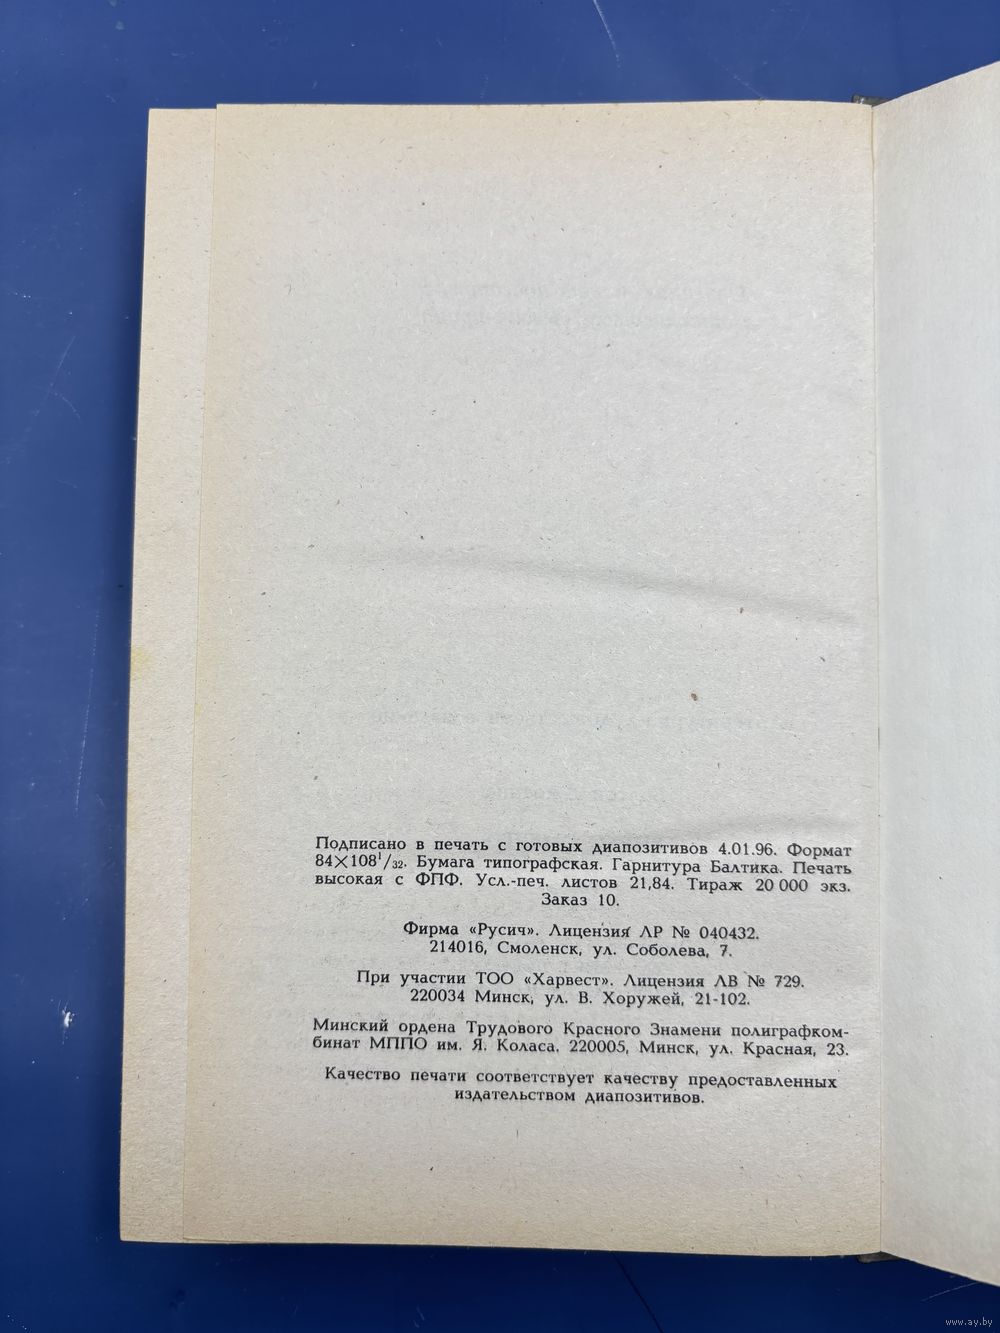 Подписано в печать с готовых диапозитивов 4.01.96. Формат
84×108¹/₃₂. Бумага типографская. Гарнитура Балтика. Печать
высокая с ФПФ. Усл.-печ. листов 21,84. Тираж 20 000 экз.
Заказ 10.
Фирма «Русич». Лицензия ЛР № 040432.
214016, Смоленск, ул. Соболева, 7.
При участии ТОО «Харвест». Лицензия ЛВ № 729.
220034 Минск, ул. В. Хоружей, 21-102.
Минский ордена Трудового Красного Знамени полиграфком-
бинат МППО им. Я. Коласа. 220005, Минск, ул. Красная, 23.
Качество печати соответствует качеству предоставленных
издательством диапозитивов.
www.ay.by